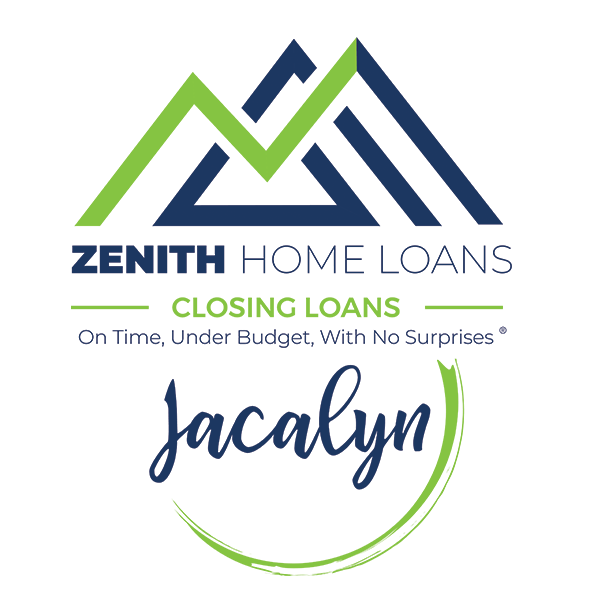 ZENITH HOME LOANS
CLOSING LOANS
On Time, Under Budget, With No Surprises ®
Jacalyn